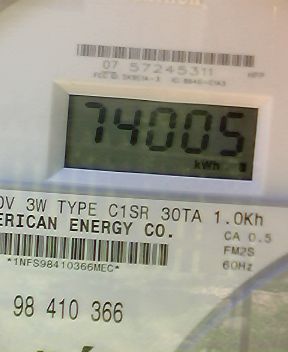 07 57245311
HPP
74005
kWh
0V 3W TYPE C1SR 30TA 1.0Kh
ERICAN ENERGY CO.
CA 0.5
FM2S
60Hz
*1NFS98410366MEC*
98 410 366